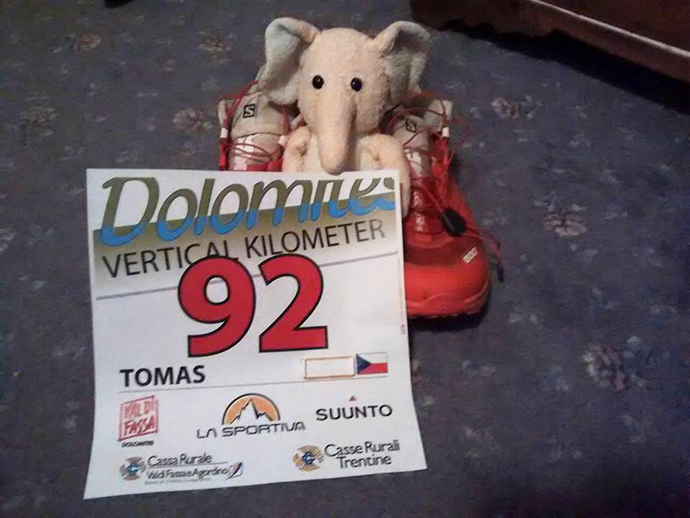 Dolomites
VERTICAL KILOMETER
92
TOMAS
VAL DI
FASSA
DOLOMITES
LA SPORTIVA
SUUNTO
Cassa Rurale
Val di Fassa e Agordino
Casse Rurali
Trentine